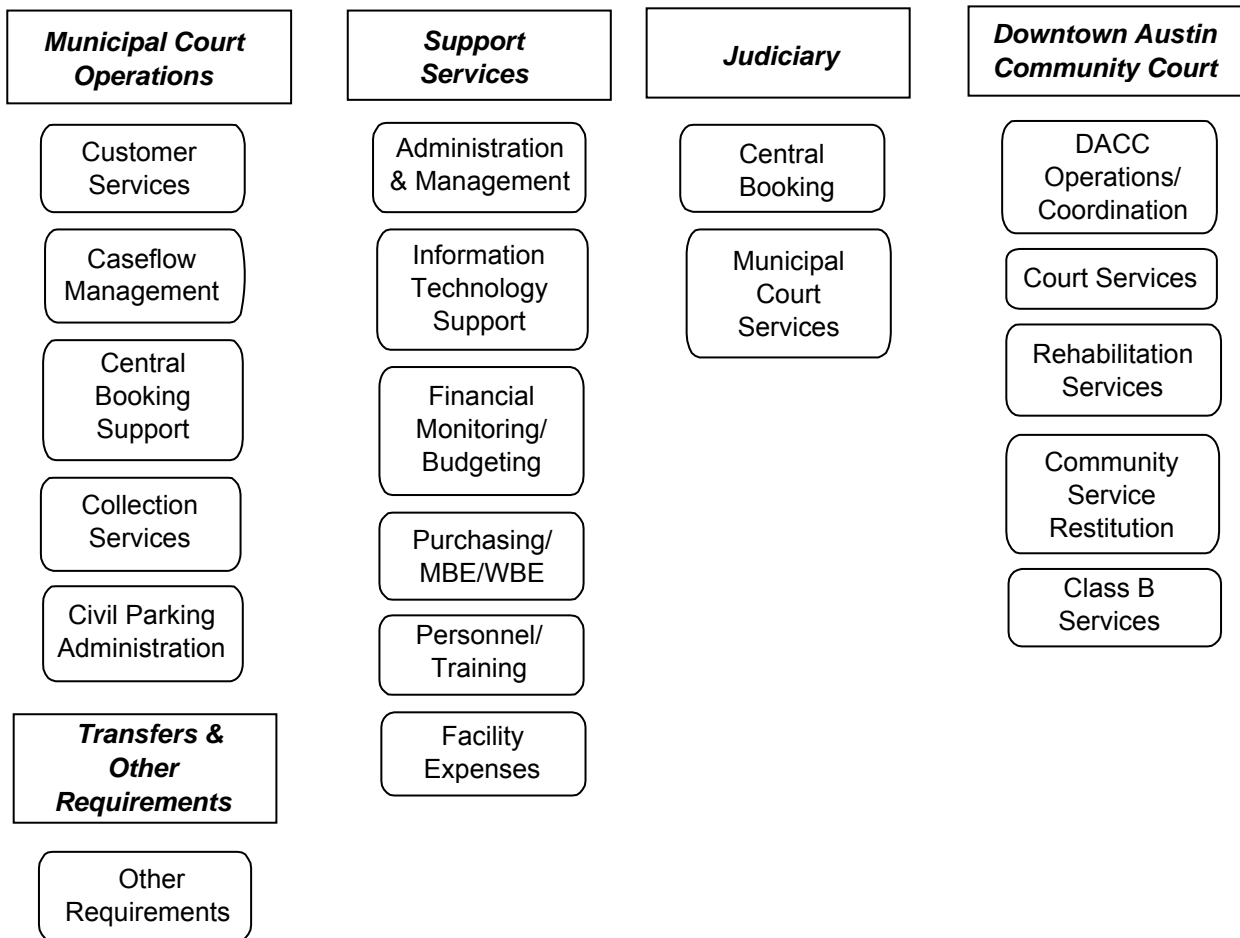 Municipal Court
Operations
Customer
Services
Caseflow
Management
Central
Booking
Support
Collection
Services
Civil Parking
Administration
Transfers &
Other
Requirements
Other
Requirements
Support
Services
Administration
& Management
Information
Technology
Support
Financial
Monitoring/
Budgeting
Purchasing/
MBE/WBE
Personnel/
Training
Facility
Expenses
Judiciary
Central
Booking
Municipal
Court
Services
Downtown Austin
Community Court
DACC
Operations/
Coordination
Court Services
Rehabilitation
Services
Community
Service
Restitution
Class B
Services